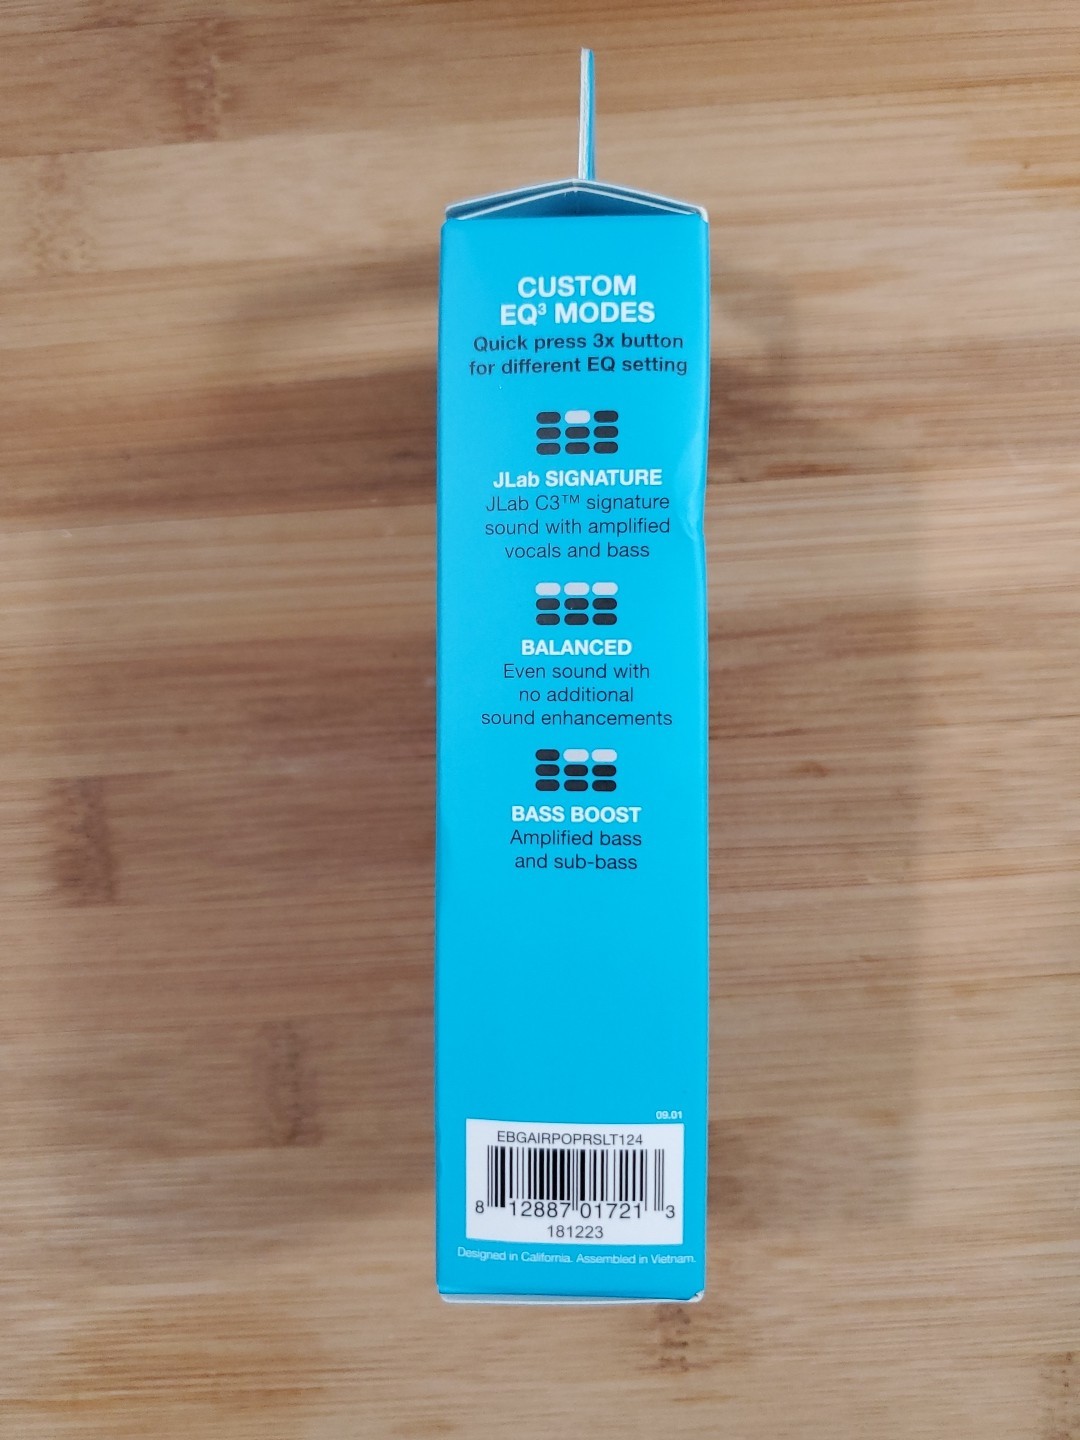 CUSTOM
EQ³ MODES
Quick press 3x button
for different EQ setting
JLab SIGNATURE
JLab C3™ signature
sound with amplified
vocals and bass
BALANCED
Even sound with
no additional
sound enhancements
BASS BOOST
Amplified bass
and sub-bass
09.01
EBGAIRPOPRSLT124
8 12887 01721 3
181223
Designed in California. Assembled in Vietnam.